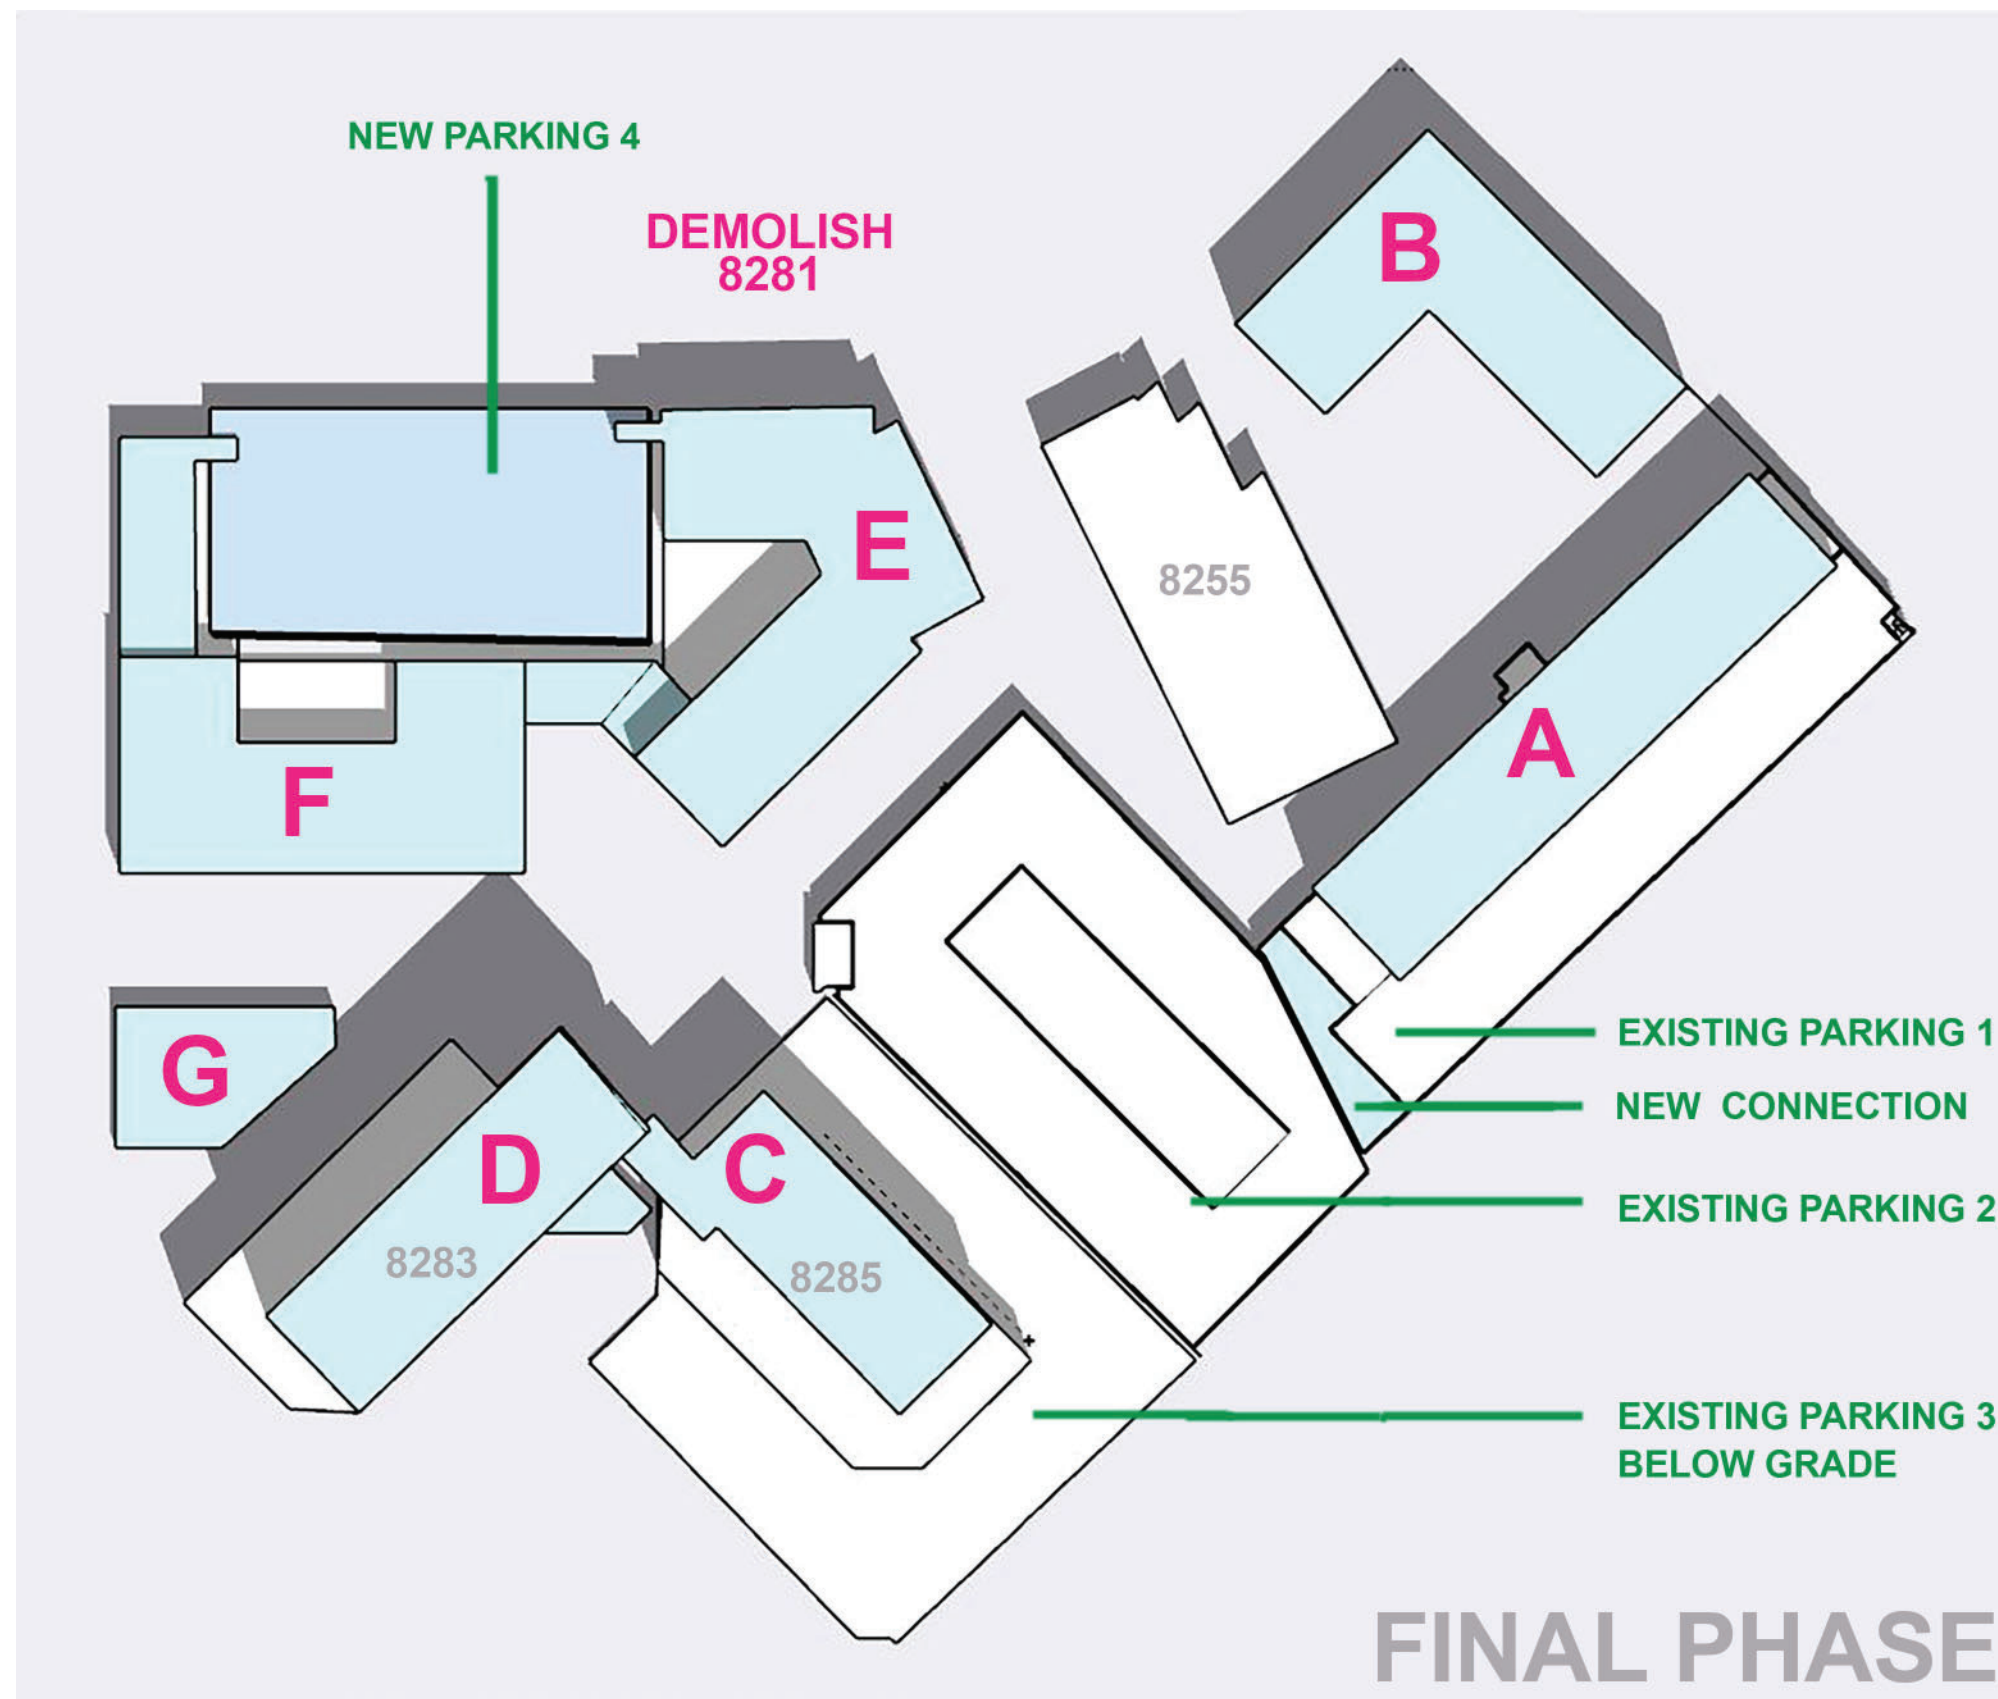 NEW PARKING 4
DEMOLISH
8281
B
E
8255
A
F
EXISTING PARKING 1
G
NEW CONNECTION
D
C
EXISTING PARKING 2
8283
8285
EXISTING PARKING 3
BELOW GRADE
FINAL PHASE